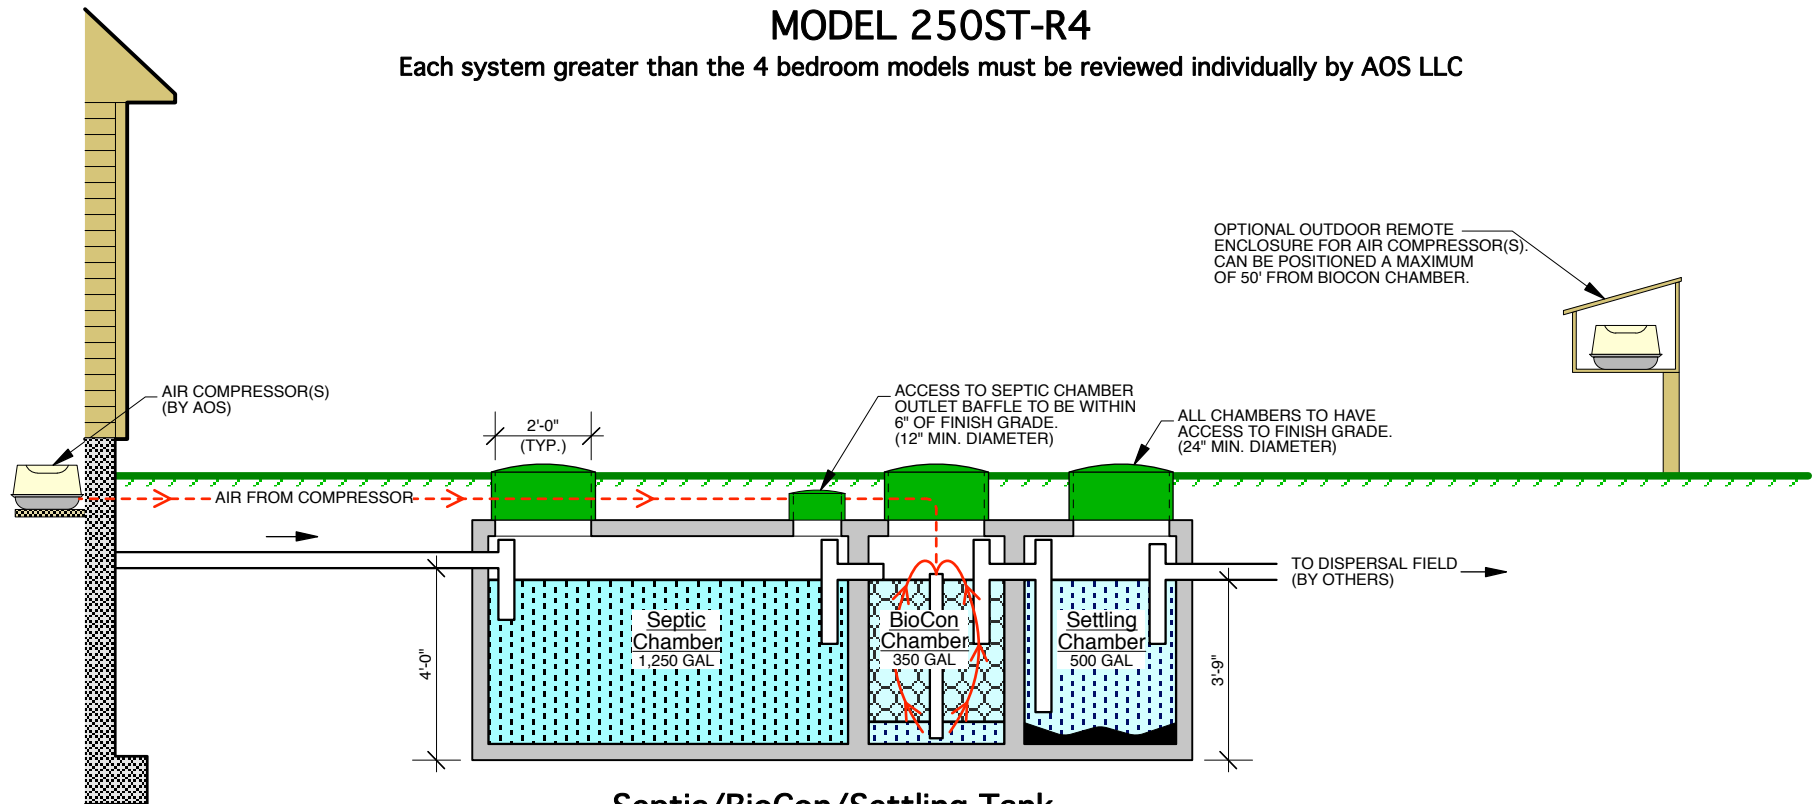 MODEL 250ST-R4
Each system greater than the 4 bedroom models must be reviewed individually by AOS LLC
OPTIONAL OUTDOOR REMOTE
ENCLOSURE FOR AIR COMPRESSOR(S).
CAN BE POSITIONED A MAXIMUM
OF 50' FROM BIOCON CHAMBER.
AIR COMPRESSOR(S)
(BY AOS)
2'-0"
(TYP.)
ACCESS TO SEPTIC CHAMBER
OUTLET BAFFLE TO BE WITHIN
6" OF FINISH GRADE.
(12" MIN. DIAMETER)
ALL CHAMBERS TO HAVE
ACCESS TO FINISH GRADE.
(24" MIN. DIAMETER)
AIR FROM COMPRESSOR
TO DISPERSAL FIELD
(BY OTHERS)
Septic
Chamber
1,250 GAL
BioCon
Chamber
350 GAL
Settling
Chamber
500 GAL
4'-0"
3'-9"
Septic/BioCon/Settling Tank